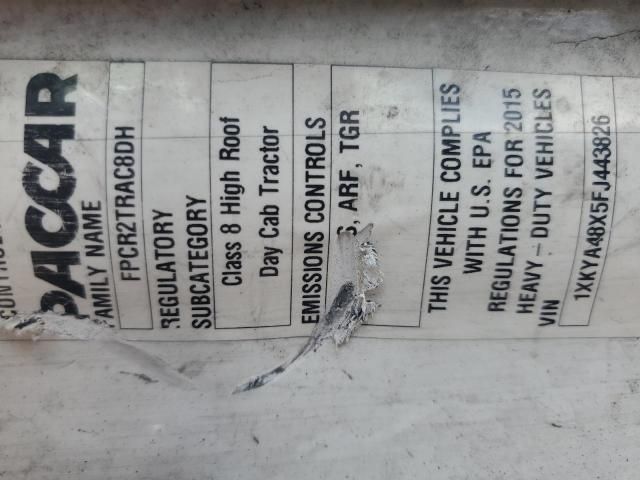 PACCAR
FAMILY NAME
FPCR2TRAC8DH
REGULATORY
SUBCATEGORY
Class 8 High Roof
Day Cab Tractor
EMISSIONS CONTROLS
S, ARF, TGR
THIS VEHICLE COMPLIES
WITH U.S. EPA
REGULATIONS FOR 2015
HEAVY - DUTY VEHICLES
VIN
1XKYA48X5FJ443826